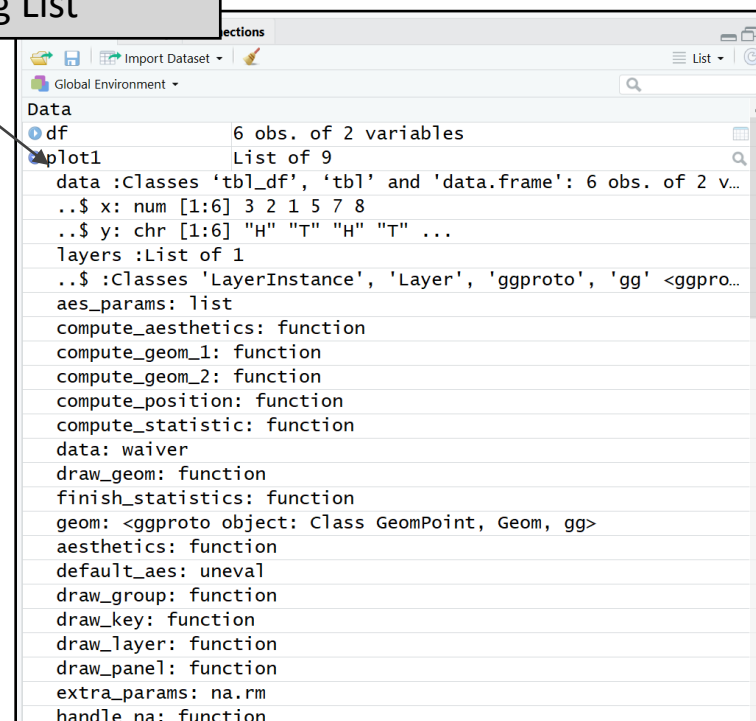 g List
ections
Import Dataset
List
Global Environment
Data
df 6 obs. of 2 variables
plot1 List of 9
data :Classes ‘tbl_df’, ‘tbl’ and 'data.frame': 6 obs. of 2 v…
..$ x: num [1:6] 3 2 1 5 7 8
..$ y: chr [1:6] "H" "T" "H" "T" ...
layers :List of 1
..$ :Classes 'LayerInstance', 'Layer', 'ggproto', 'gg' <ggpro…
aes_params: list
compute_aesthetics: function
compute_geom_1: function
compute_geom_2: function
compute_position: function
compute_statistic: function
data: waiver
draw_geom: function
finish_statistics: function
geom: <ggproto object: Class GeomPoint, Geom, gg>
aesthetics: function
default_aes: uneval
draw_group: function
draw_key: function
draw_layer: function
draw_panel: function
extra_params: na.rm
handle_na: function